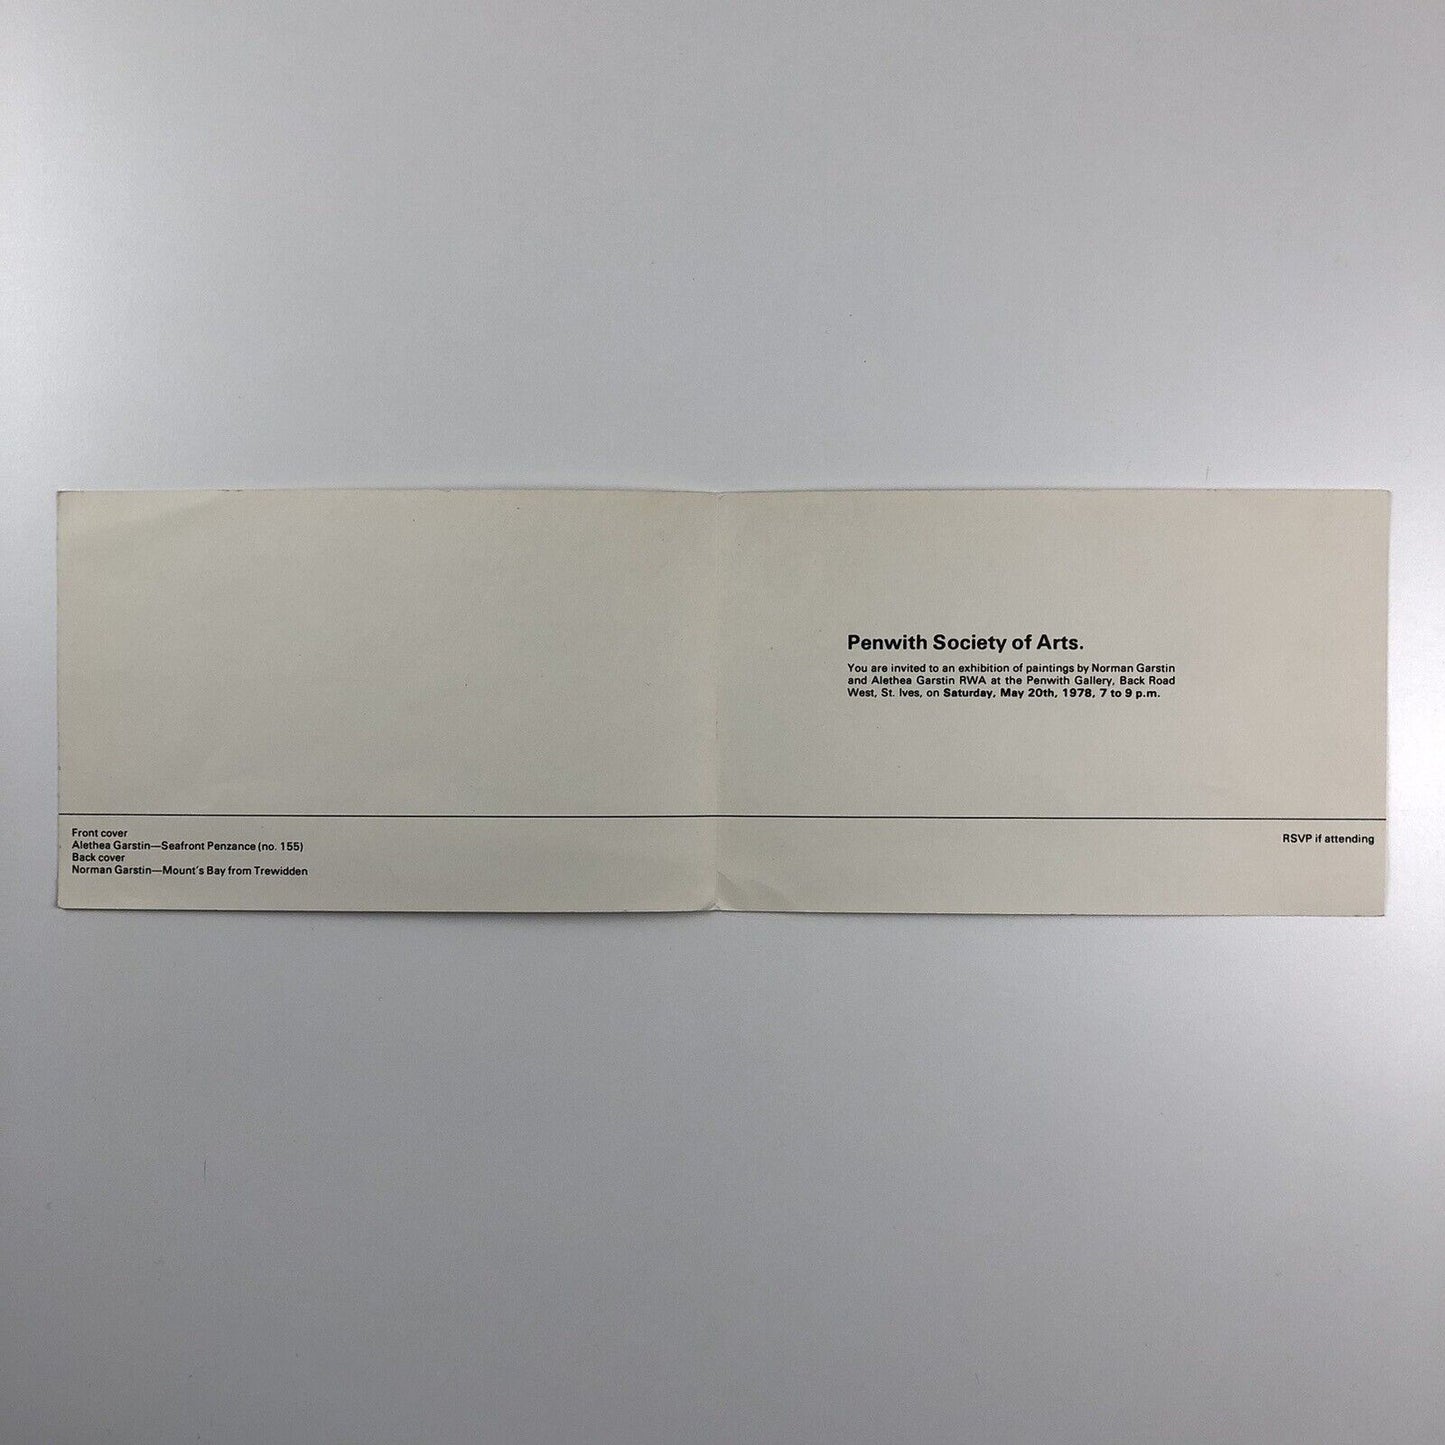 Penwith Society of Arts.
You are invited to an exhibition of paintings by Norman Garstin
and Alethea Garstin RWA at the Penwith Gallery, Back Road
West, St. Ives, on Saturday, May 20th, 1978, 7 to 9 p.m.
Front cover
Alethea Garstin—Seafront Penzance (no. 155)
Back cover
Norman Garstin—Mount's Bay from Trewidden
RSVP if attending